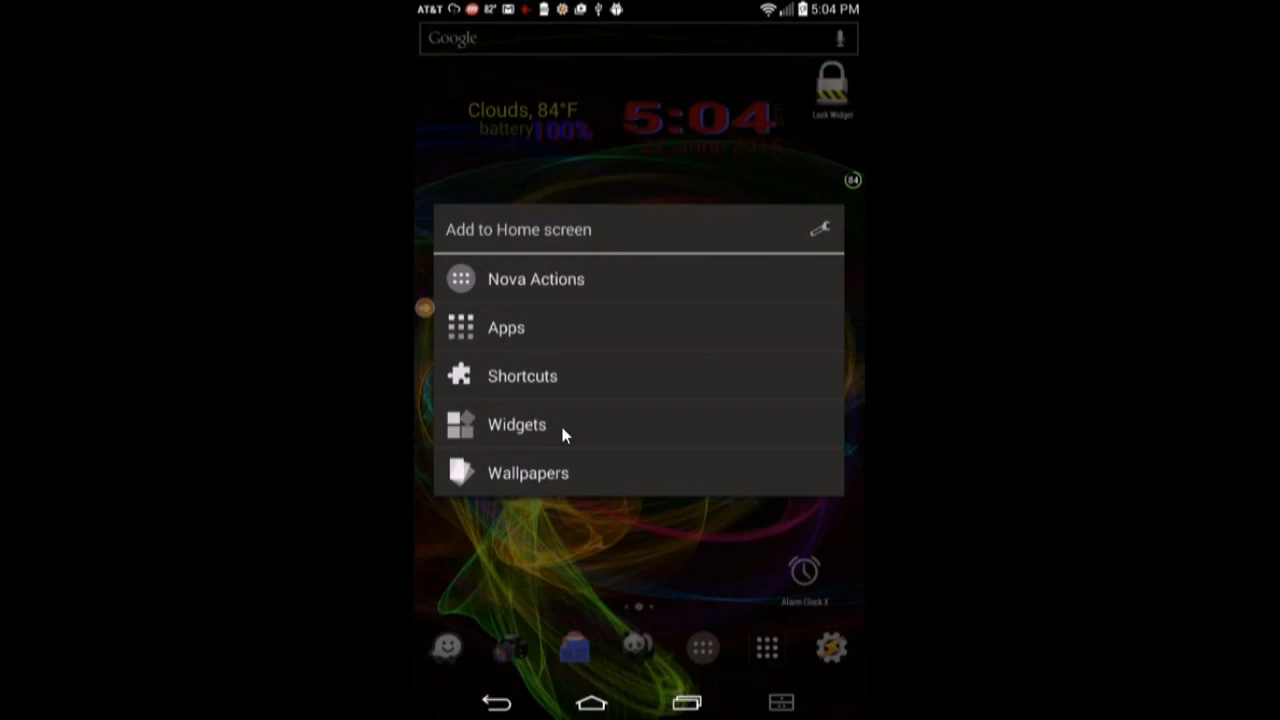 AT&T 82° 5:04 PM
Google
Lock Widget
Clouds, 84°F
battery 100%
5:04
84
Add to Home screen
Nova Actions
Apps
Shortcuts
Widgets
Wallpapers
Alarm Clock X